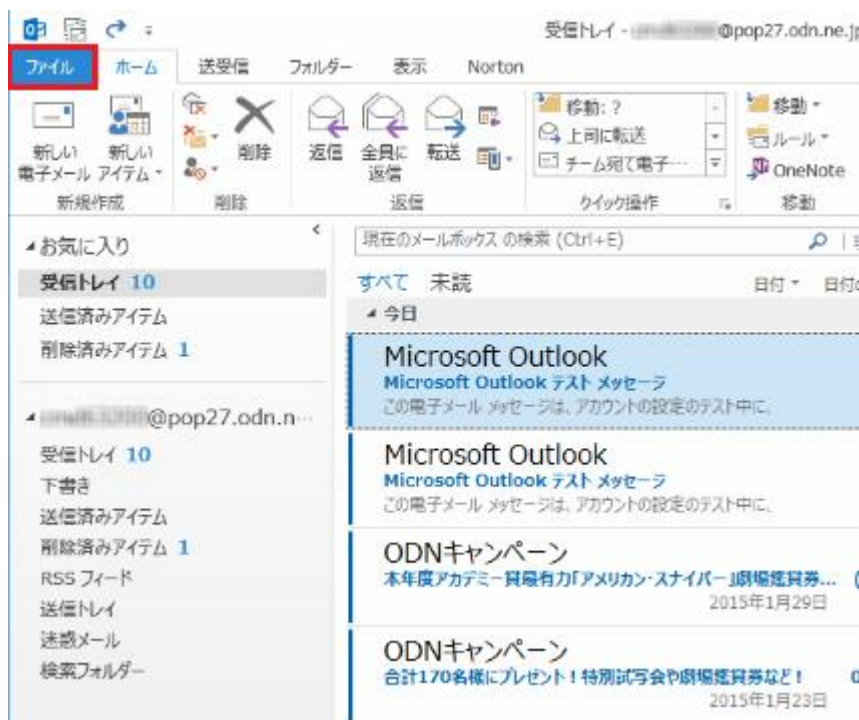 受信トレイ - @pop27.odn.ne.jp
ファイル ホーム 送受信 フォルダー 表示 Norton
新しい 電子メール
新しい アイテム
削除
返信
全員に 返信
転送
移動: ?
上司に転送
チーム宛て電子…
移動
ルール
OneNote
新規作成 削除 返信 クイック操作 移動
お気に入り
受信トレイ 10
送信済みアイテム
削除済みアイテム 1
@pop27.odn.n…
受信トレイ 10
下書き
送信済みアイテム
削除済みアイテム 1
RSS フィード
送信トレイ
迷惑メール
検索フォルダー
現在のメールボックス の検索 (Ctrl+E)
すべて 未読 日付
今日
Microsoft Outlook
Microsoft Outlook テスト メッセージ
この電子メール メッセージは、アカウントの設定のテスト中に、
Microsoft Outlook
Microsoft Outlook テスト メッセージ
この電子メール メッセージは、アカウントの設定のテスト中に、
ODNキャンペーン
本年度アカデミー賞最有力「アメリカン・スナイパー」劇場鑑賞券...
2015年1月29日
ODNキャンペーン
合計170名様にプレゼント！特別試写会や劇場鑑賞券など！
2015年1月23日